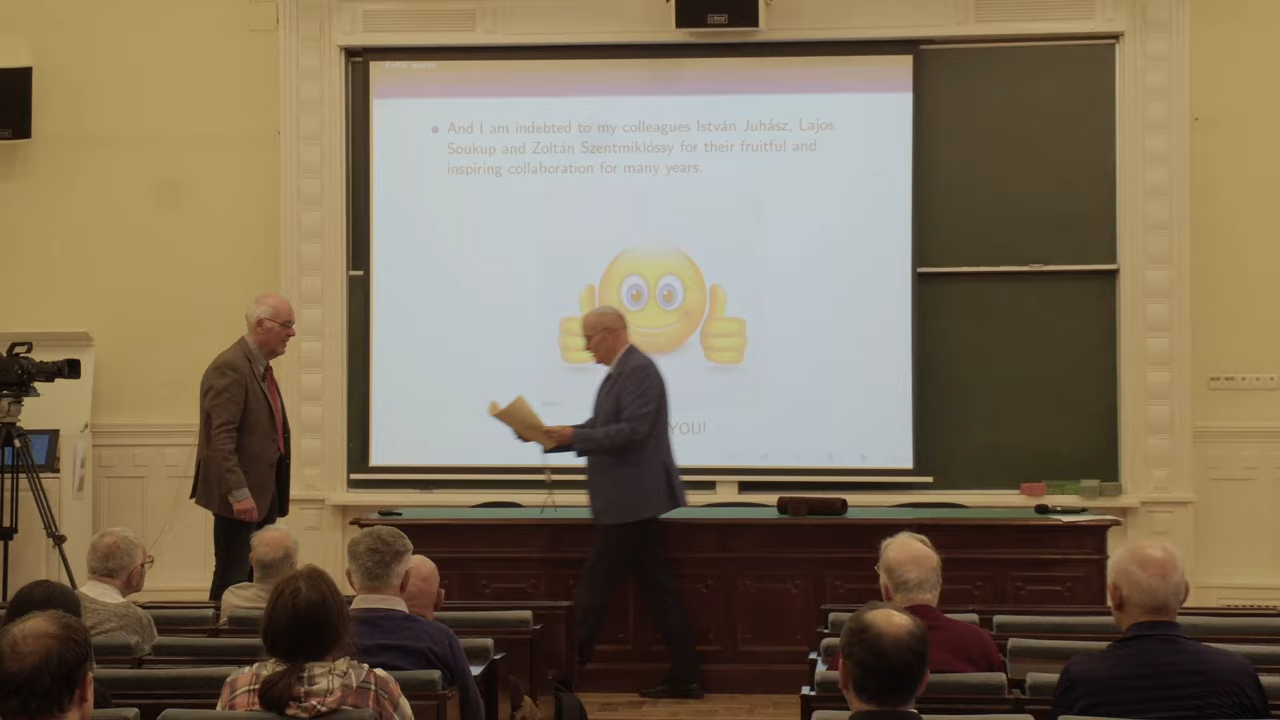 And I am indebted to my colleagues István Juhász, Lajos
Soukup and Zoltán Szentmiklóssy for their fruitful and
inspiring collaboration for many years.
YOU!